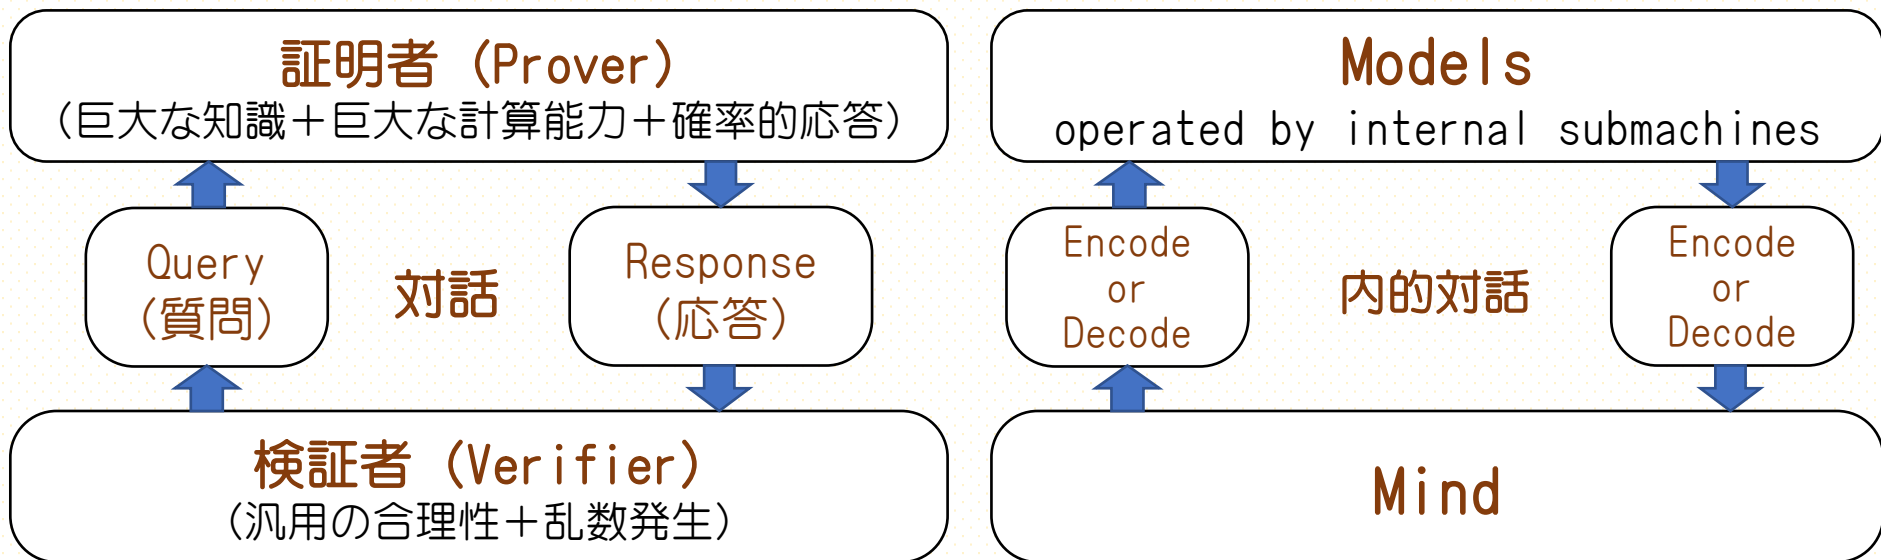 証明者 (Prover)
(巨大な知識＋巨大な計算能力＋確率的応答)
Query
(質問)
対話
Response
(応答)
検証者 (Verifier)
(汎用の合理性＋乱数発生)
Models
operated by internal submachines
Encode
or
Decode
内的対話
Encode
or
Decode
Mind